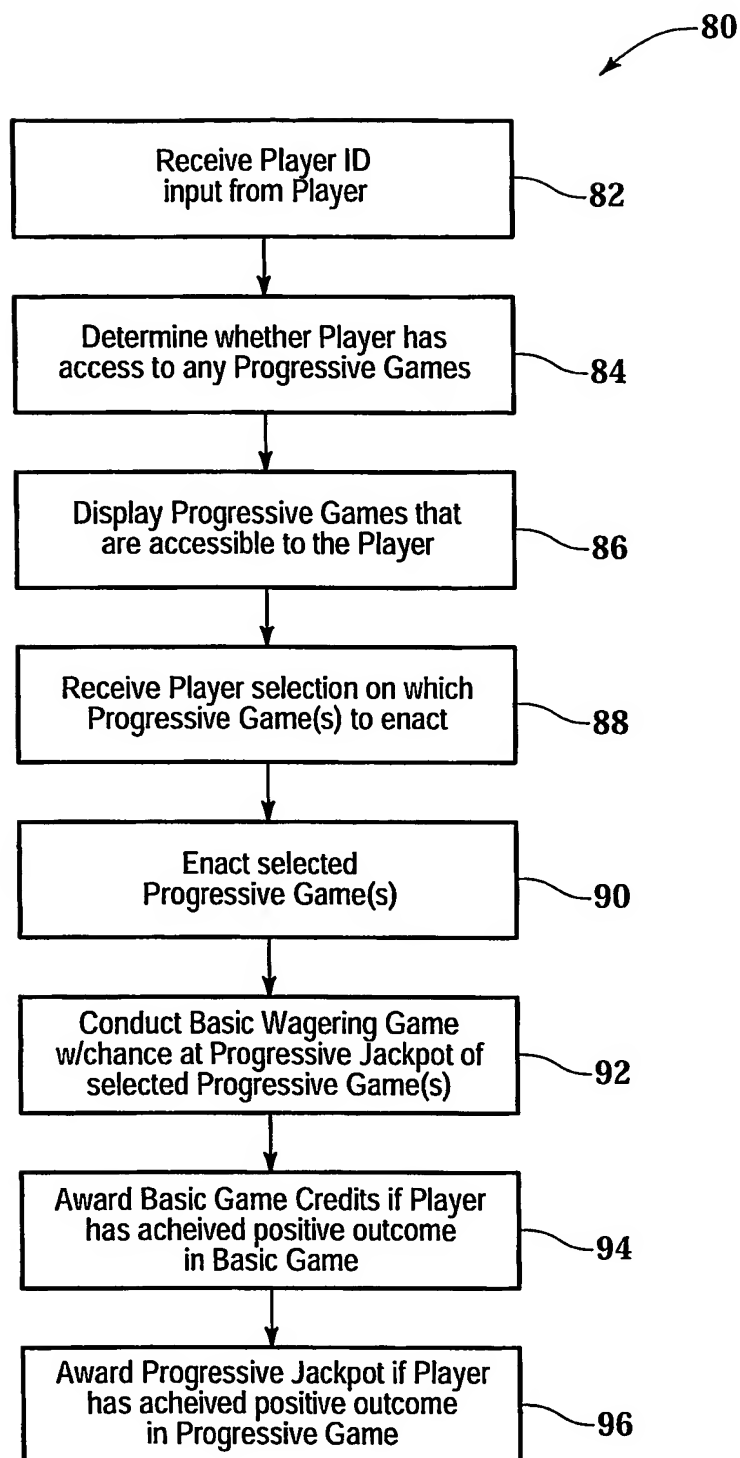 80
Receive Player ID
input from Player
82
Determine whether Player has
access to any Progressive Games
84
Display Progressive Games that
are accessible to the Player
86
Receive Player selection on which
Progressive Game(s) to enact
88
Enact selected
Progressive Game(s)
90
Conduct Basic Wagering Game
w/chance at Progressive Jackpot of
selected Progressive Game(s)
92
Award Basic Game Credits if Player
has acheived positive outcome
in Basic Game
94
Award Progressive Jackpot if Player
has acheived positive outcome
in Progressive Game
96